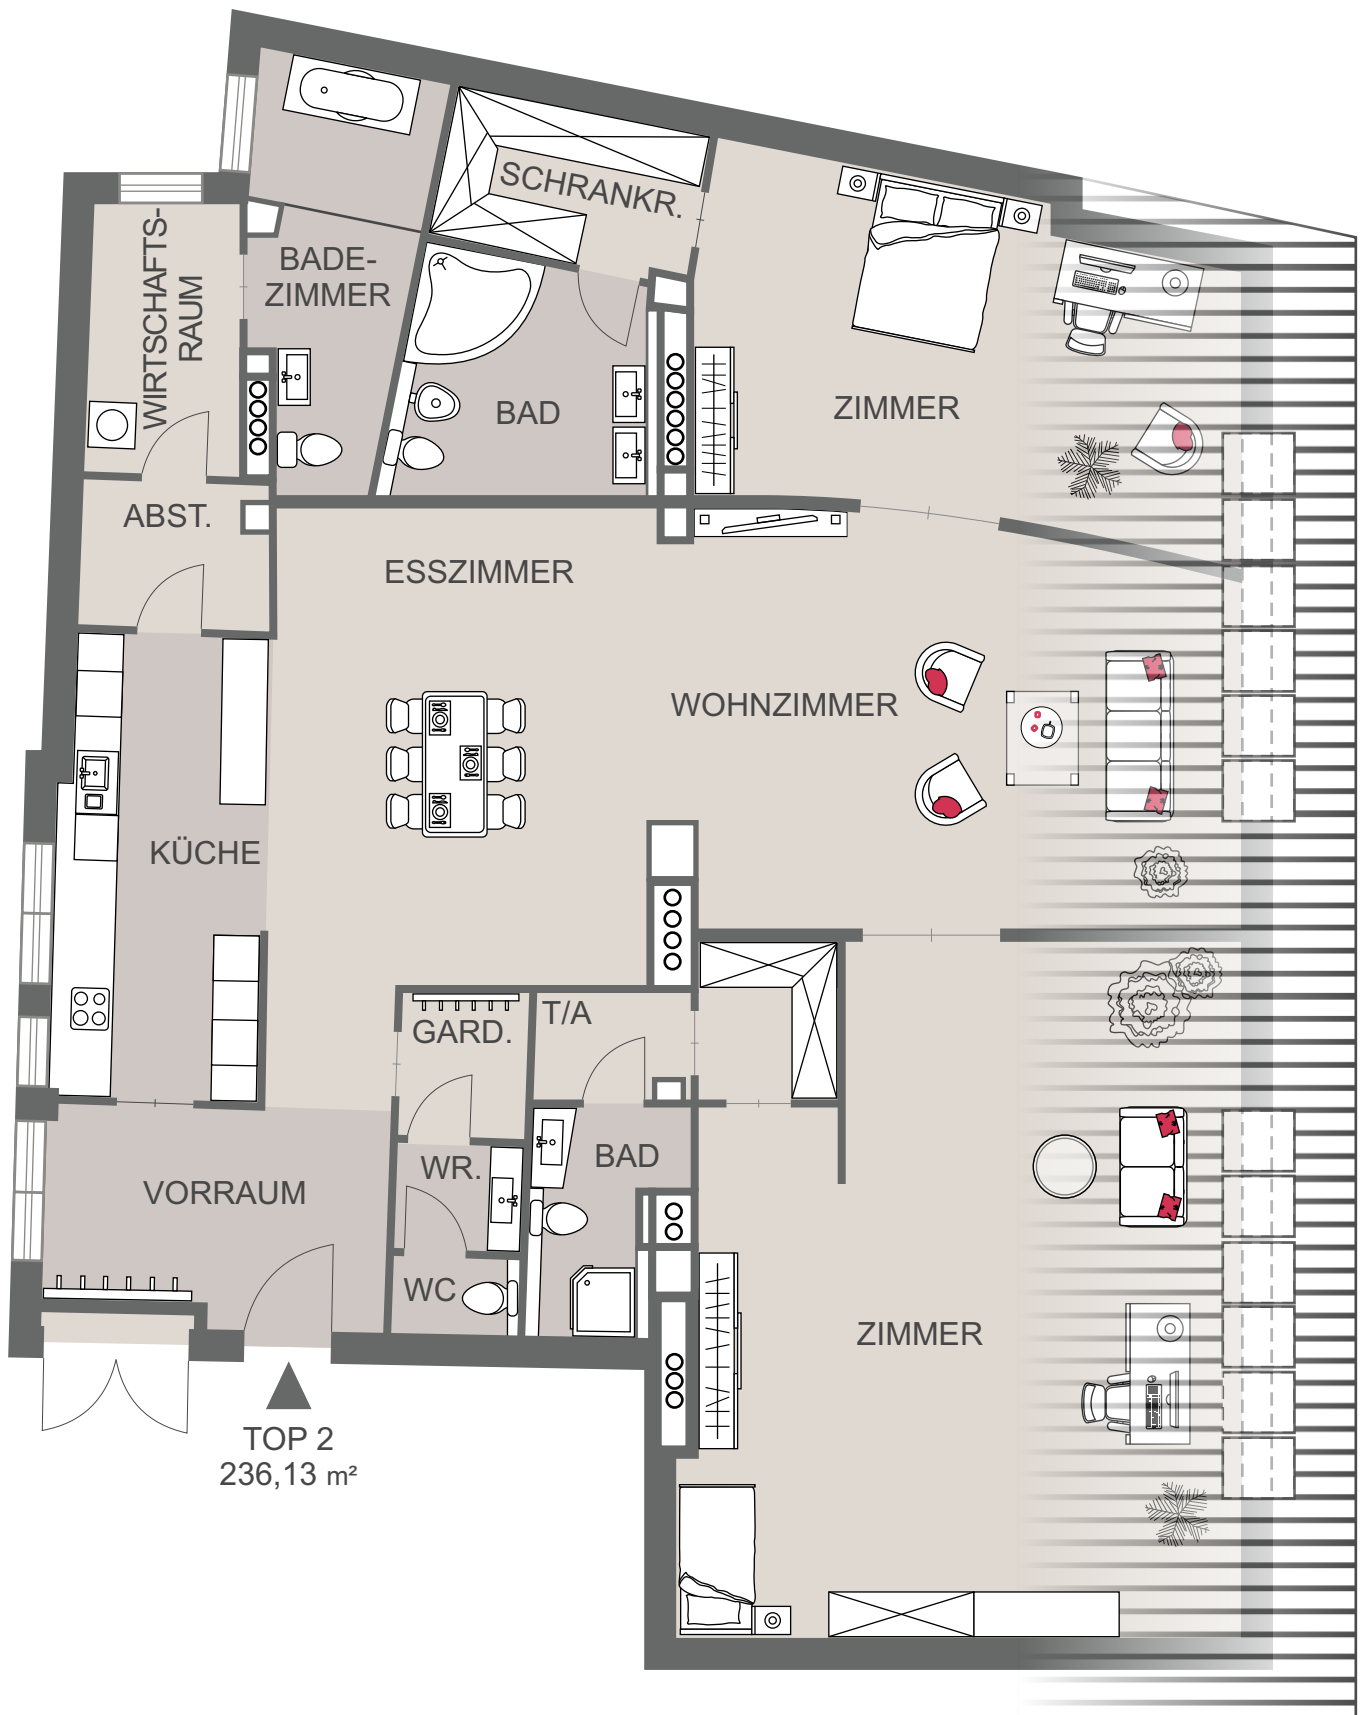 SCHRANKR.
WIRTSCHAFTS-
RAUM
BADE-
ZIMMER
BAD
ZIMMER
ABST.
ESSZIMMER
WOHNZIMMER
KÜCHE
GARD.
T/A
WR.
BAD
VORRAUM
WC
ZIMMER
TOP 2
236,13 m²